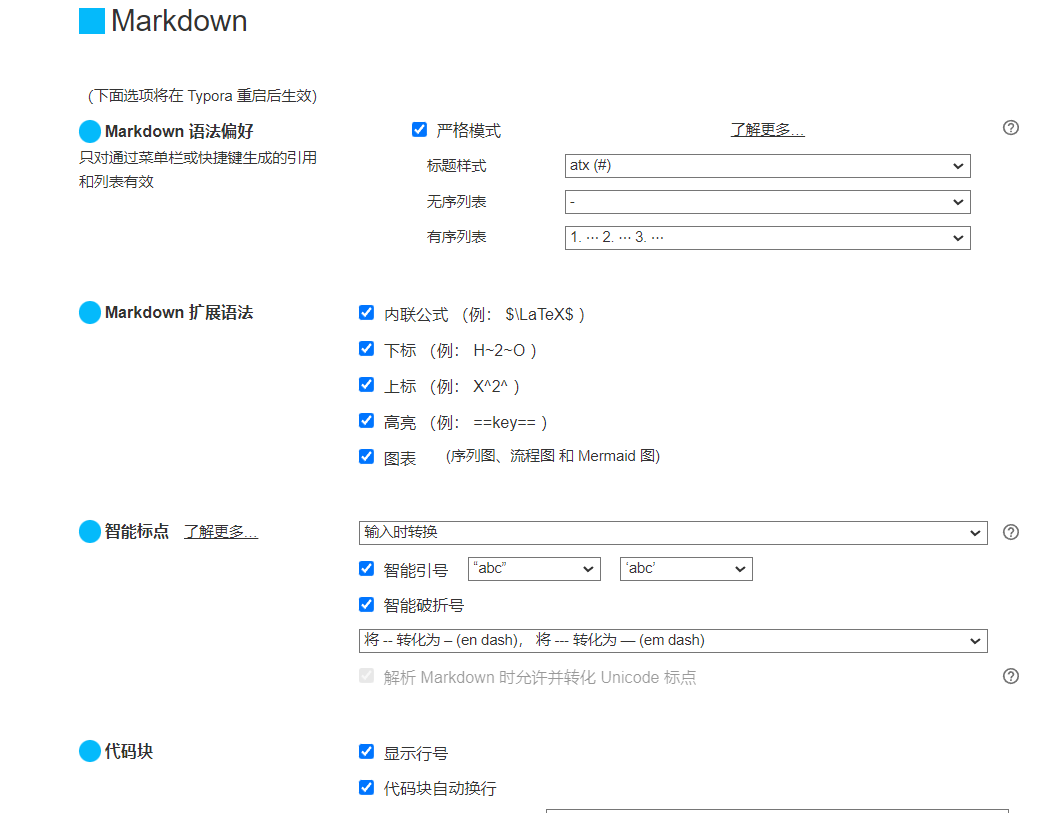 Markdown
(下面选项将在 Typora 重启后生效)
Markdown 语法偏好
严格模式 了解更多...
只对通过菜单栏或快捷键生成的引用
和列表有效
标题样式 atx (#)
无序列表 -
有序列表 1. ··· 2. ··· 3. ···
Markdown 扩展语法
内联公式 (例: $\LaTeX$ )
下标 (例: H~2~O )
上标 (例: X^2^ )
高亮 (例: ==key== )
图表 (序列图、流程图 和 Mermaid 图)
智能标点 了解更多... 输入时转换
智能引号 “abc” ‘abc’
智能破折号
将 -- 转化为 – (en dash), 将 --- 转化为 — (em dash)
解析 Markdown 时允许并转化 Unicode 标点
代码块 显示行号
代码块自动换行